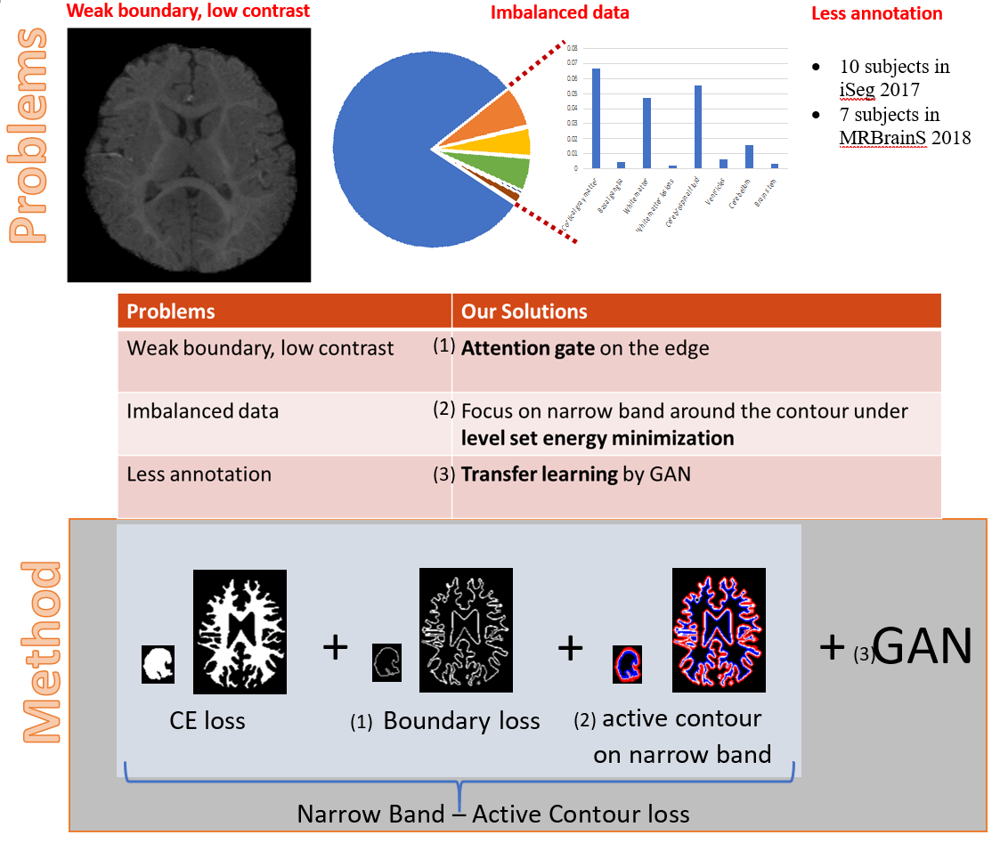 Problems
Weak boundary, low contrast
Imbalanced data
Less annotation
0.08
0.07
0.06
0.05
0.04
0.03
0.02
0.01
0
Cortical gray matter
Basal ganglia
White matter
White matter lesions
Cerebrospinal fluid
Ventricles
Cerebellum
Brain stem
• 10 subjects in
iSeg 2017
• 7 subjects in
MRBrainS 2018
Problems
Our Solutions
Weak boundary, low contrast
(1) Attention gate on the edge
Imbalanced data
(2) Focus on narrow band around the contour under
level set energy minimization
Less annotation
(3) Transfer learning by GAN
Method
+
+
+ (3)GAN
CE loss
(1) Boundary loss
(2) active contour
on narrow band
Narrow Band – Active Contour loss